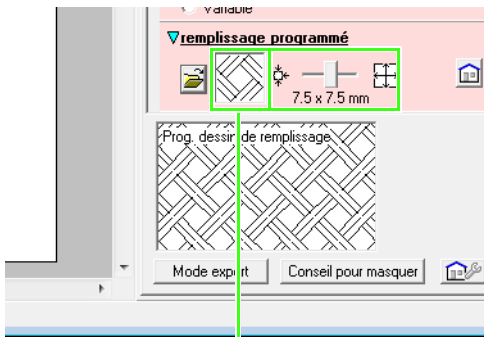 Variable
remplissage programmé
7.5 x 7.5 mm
Prog. dessin de remplissage
Mode expert
Conseil pour masquer